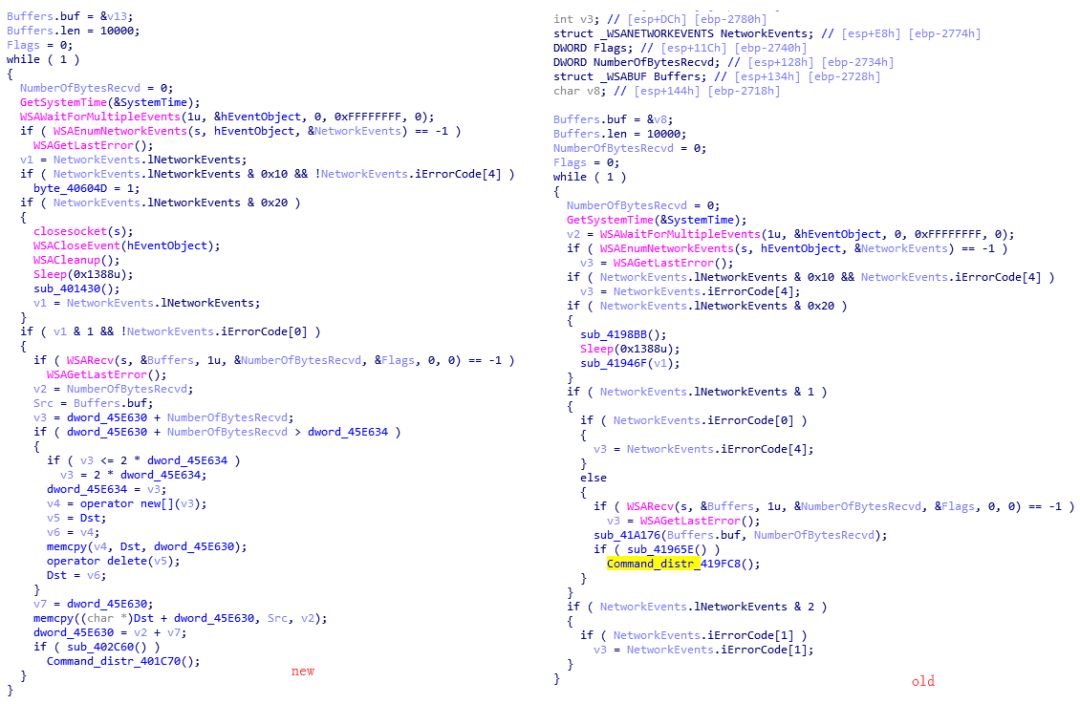 Buffers.buf = &v13;
Buffers.len = 10000;
Flags = 0;
while ( 1 )
{
  NumberOfBytesRecvd = 0;
  GetSystemTime(&SystemTime);
  WSAWaitForMultipleEvents(1u, &hEventObject, 0, 0xFFFFFFFF, 0);
  if ( WSAEnumNetworkEvents(s, hEventObject, &NetworkEvents) == -1 )
    WSAGetLastError();
  v1 = NetworkEvents.lNetworkEvents;
  if ( NetworkEvents.lNetworkEvents & 0x10 && !NetworkEvents.iErrorCode[4] )
    byte_40604D = 1;
  if ( NetworkEvents.lNetworkEvents & 0x20 )
  {
    closesocket(s);
    WSACloseEvent(hEventObject);
    WSACleanup();
    Sleep(0x1388u);
    sub_401430();
    v1 = NetworkEvents.lNetworkEvents;
  }
  if ( v1 & 1 && !NetworkEvents.iErrorCode[0] )
  {
    if ( WSARecv(s, &Buffers, 1u, &NumberOfBytesRecvd, &Flags, 0, 0) == -1 )
      WSAGetLastError();
    v2 = NumberOfBytesRecvd;
    Src = Buffers.buf;
    v3 = dword_45E630 + NumberOfBytesRecvd;
    if ( dword_45E630 + NumberOfBytesRecvd > dword_45E634 )
    {
      if ( v3 <= 2 * dword_45E634 )
        v3 = 2 * dword_45E634;
      dword_45E634 = v3;
      v4 = operator new[](v3);
      v5 = Dst;
      v6 = v4;
      memcpy(v4, Dst, dword_45E630);
      operator delete(v5);
      Dst = v6;
    }
    v7 = dword_45E630;
    memcpy((char *)Dst + dword_45E630, Src, v2);
    dword_45E630 = v2 + v7;
    if ( sub_402C60() )
      Command_distr_401C70();
  }
}
new
int v3; // [esp+DCh] [ebp-2780h]
struct _WSANETWORKEVENTS NetworkEvents; // [esp+E8h] [ebp-2774h]
DWORD Flags; // [esp+11Ch] [ebp-2740h]
DWORD NumberOfBytesRecvd; // [esp+128h] [ebp-2734h]
struct _WSABUF Buffers; // [esp+134h] [ebp-2728h]
char v8; // [esp+144h] [ebp-2718h]
Buffers.buf = &v8;
Buffers.len = 10000;
NumberOfBytesRecvd = 0;
Flags = 0;
while ( 1 )
{
  NumberOfBytesRecvd = 0;
  GetSystemTime(&SystemTime);
  v2 = WSAWaitForMultipleEvents(1u, &hEventObject, 0, 0xFFFFFFFF, 0);
  if ( WSAEnumNetworkEvents(s, hEventObject, &NetworkEvents) == -1 )
    v3 = WSAGetLastError();
  if ( NetworkEvents.lNetworkEvents & 0x10 && NetworkEvents.iErrorCode[4] )
    v3 = NetworkEvents.iErrorCode[4];
  if ( NetworkEvents.lNetworkEvents & 0x20 )
  {
    sub_4198BB();
    Sleep(0x1388u);
    sub_41946F(v1);
  }
  if ( NetworkEvents.lNetworkEvents & 1 )
  {
    if ( NetworkEvents.iErrorCode[0] )
    {
      v3 = NetworkEvents.iErrorCode[4];
    }
    else
    {
      if ( WSARecv(s, &Buffers, 1u, &NumberOfBytesRecvd, &Flags, 0, 0) == -1 )
        v3 = WSAGetLastError();
      sub_41A176(Buffers.buf, NumberOfBytesRecvd);
      if ( sub_41965E() )
        Command_distr_419FC8();
    }
  }
  if ( NetworkEvents.lNetworkEvents & 2 )
  {
    if ( NetworkEvents.iErrorCode[1] )
      v3 = NetworkEvents.iErrorCode[1];
  }
}
old